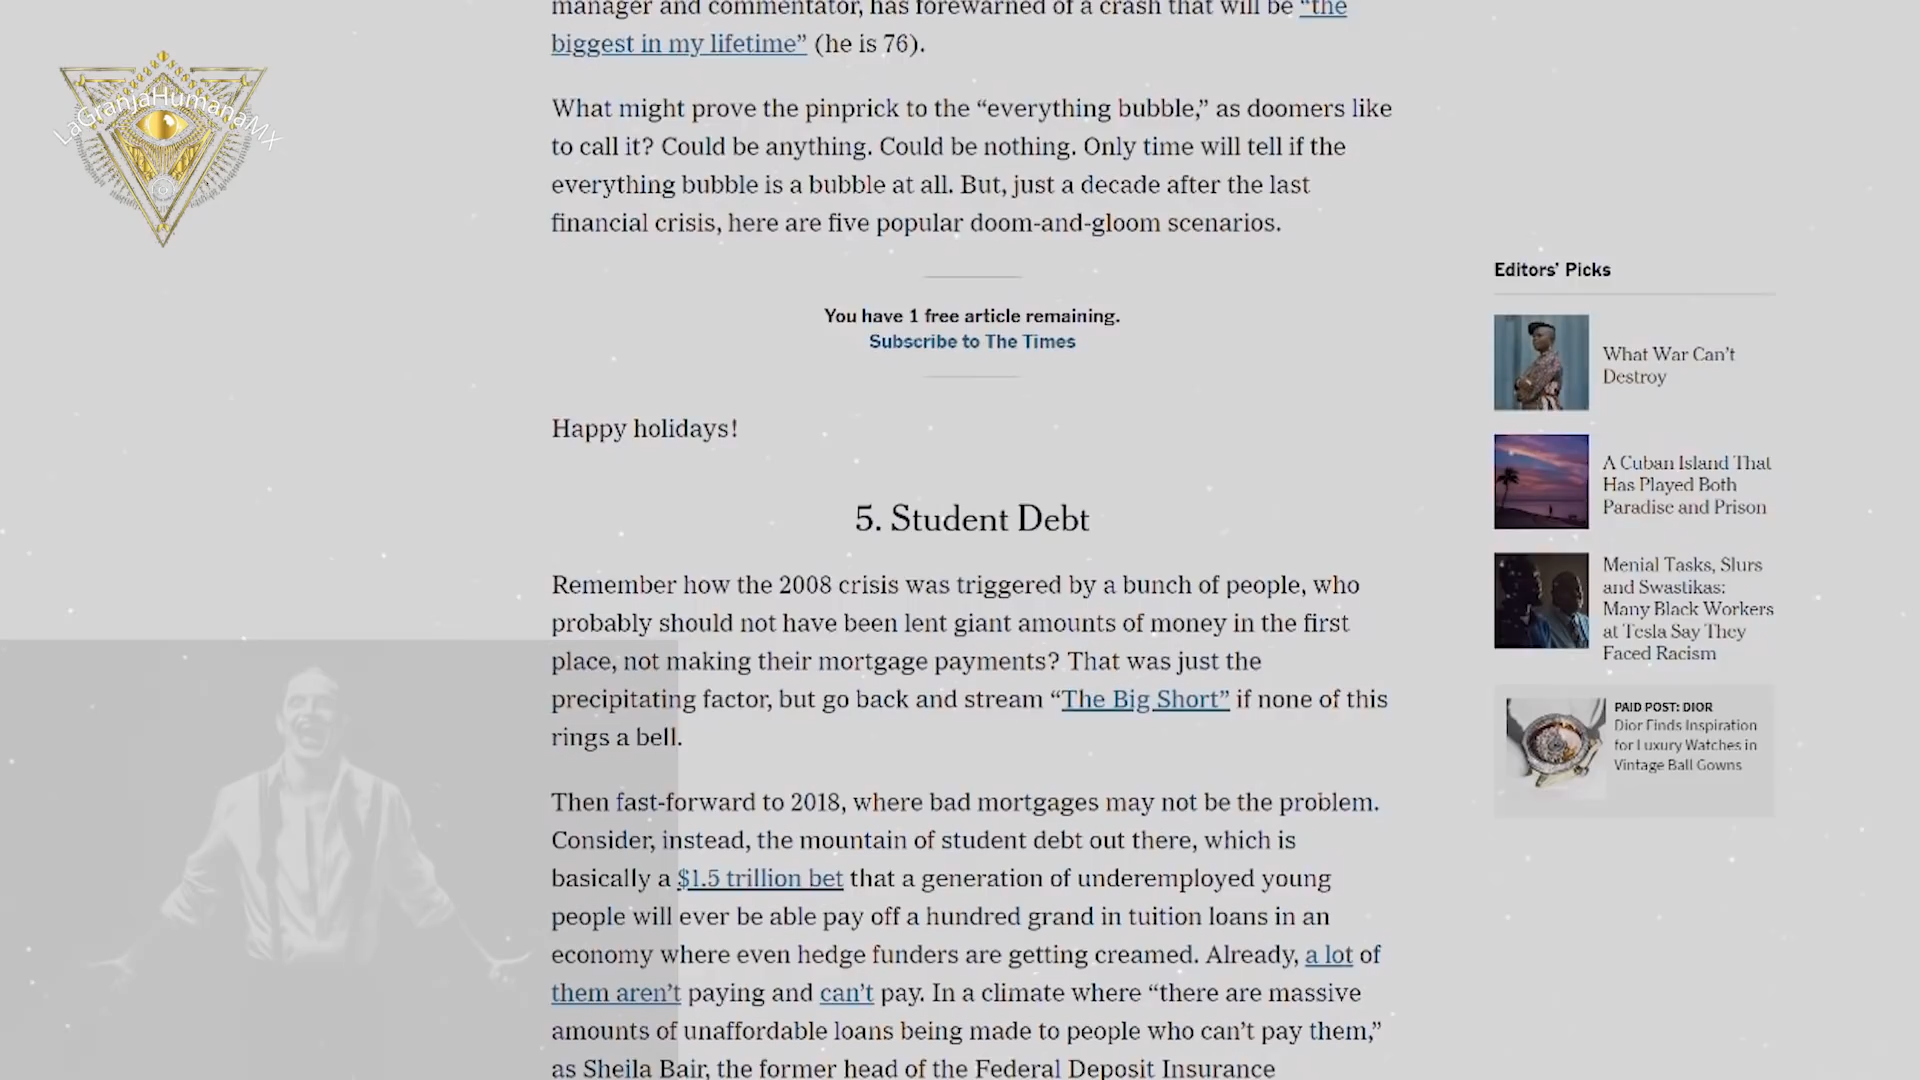 manager and commentator, has forewarned of a crash that will be “the
biggest in my lifetime” (he is 76).
LaGranjaHumanaMX
What might prove the pinprick to the “everything bubble,” as doomers like
to call it? Could be anything. Could be nothing. Only time will tell if the
everything bubble is a bubble at all. But, just a decade after the last
financial crisis, here are five popular doom-and-gloom scenarios.
You have 1 free article remaining.
Subscribe to The Times
Happy holidays!
5. Student Debt
Remember how the 2008 crisis was triggered by a bunch of people, who
probably should not have been lent giant amounts of money in the first
place, not making their mortgage payments? That was just the
precipitating factor, but go back and stream “The Big Short” if none of this
rings a bell.
Then fast-forward to 2018, where bad mortgages may not be the problem.
Consider, instead, the mountain of student debt out there, which is
basically a $1.5 trillion bet that a generation of underemployed young
people will ever be able pay off a hundred grand in tuition loans in an
economy where even hedge funders are getting creamed. Already, a lot of
them aren’t paying and can’t pay. In a climate where “there are massive
amounts of unaffordable loans being made to people who can’t pay them,”
as Sheila Bair, the former head of the Federal Deposit Insurance
Editors’ Picks
What War Can’t
Destroy
A Cuban Island That
Has Played Both
Paradise and Prison
Menial Tasks, Slurs
and Swastikas:
Many Black Workers
at Tesla Say They
Faced Racism
PAID POST: DIOR
Dior Finds Inspiration
for Luxury Watches in
Vintage Ball Gowns